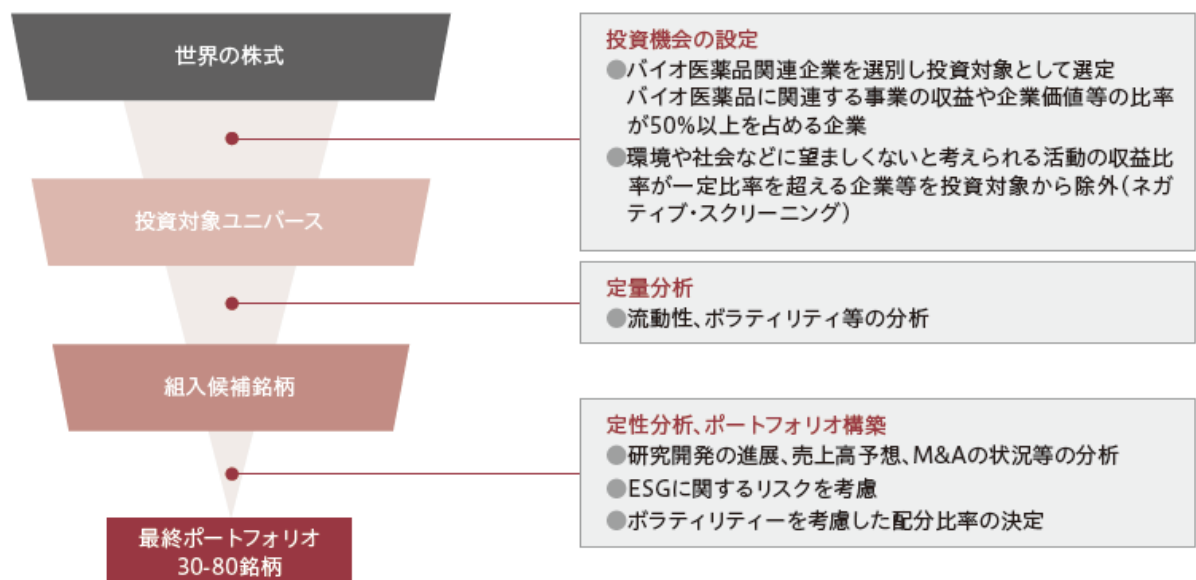 世界の株式
投資機会の設定
●バイオ医薬品関連企業を選別し投資対象として選定
バイオ医薬品に関連する事業の収益や企業価値等の比率
が50%以上を占める企業
●環境や社会などに望ましくないと考えられる活動の収益比
率が一定比率を超える企業等を投資対象から除外(ネガ
ティブ・スクリーニング)
投資対象ユニバース
定量分析
●流動性、ボラティリティ等の分析
組入候補銘柄
定性分析、ポートフォリオ構築
●研究開発の進展、売上高予想、M&Aの状況等の分析
●ESGに関するリスクを考慮
●ボラティリティーを考慮した配分比率の決定
最終ポートフォリオ
30-80銘柄